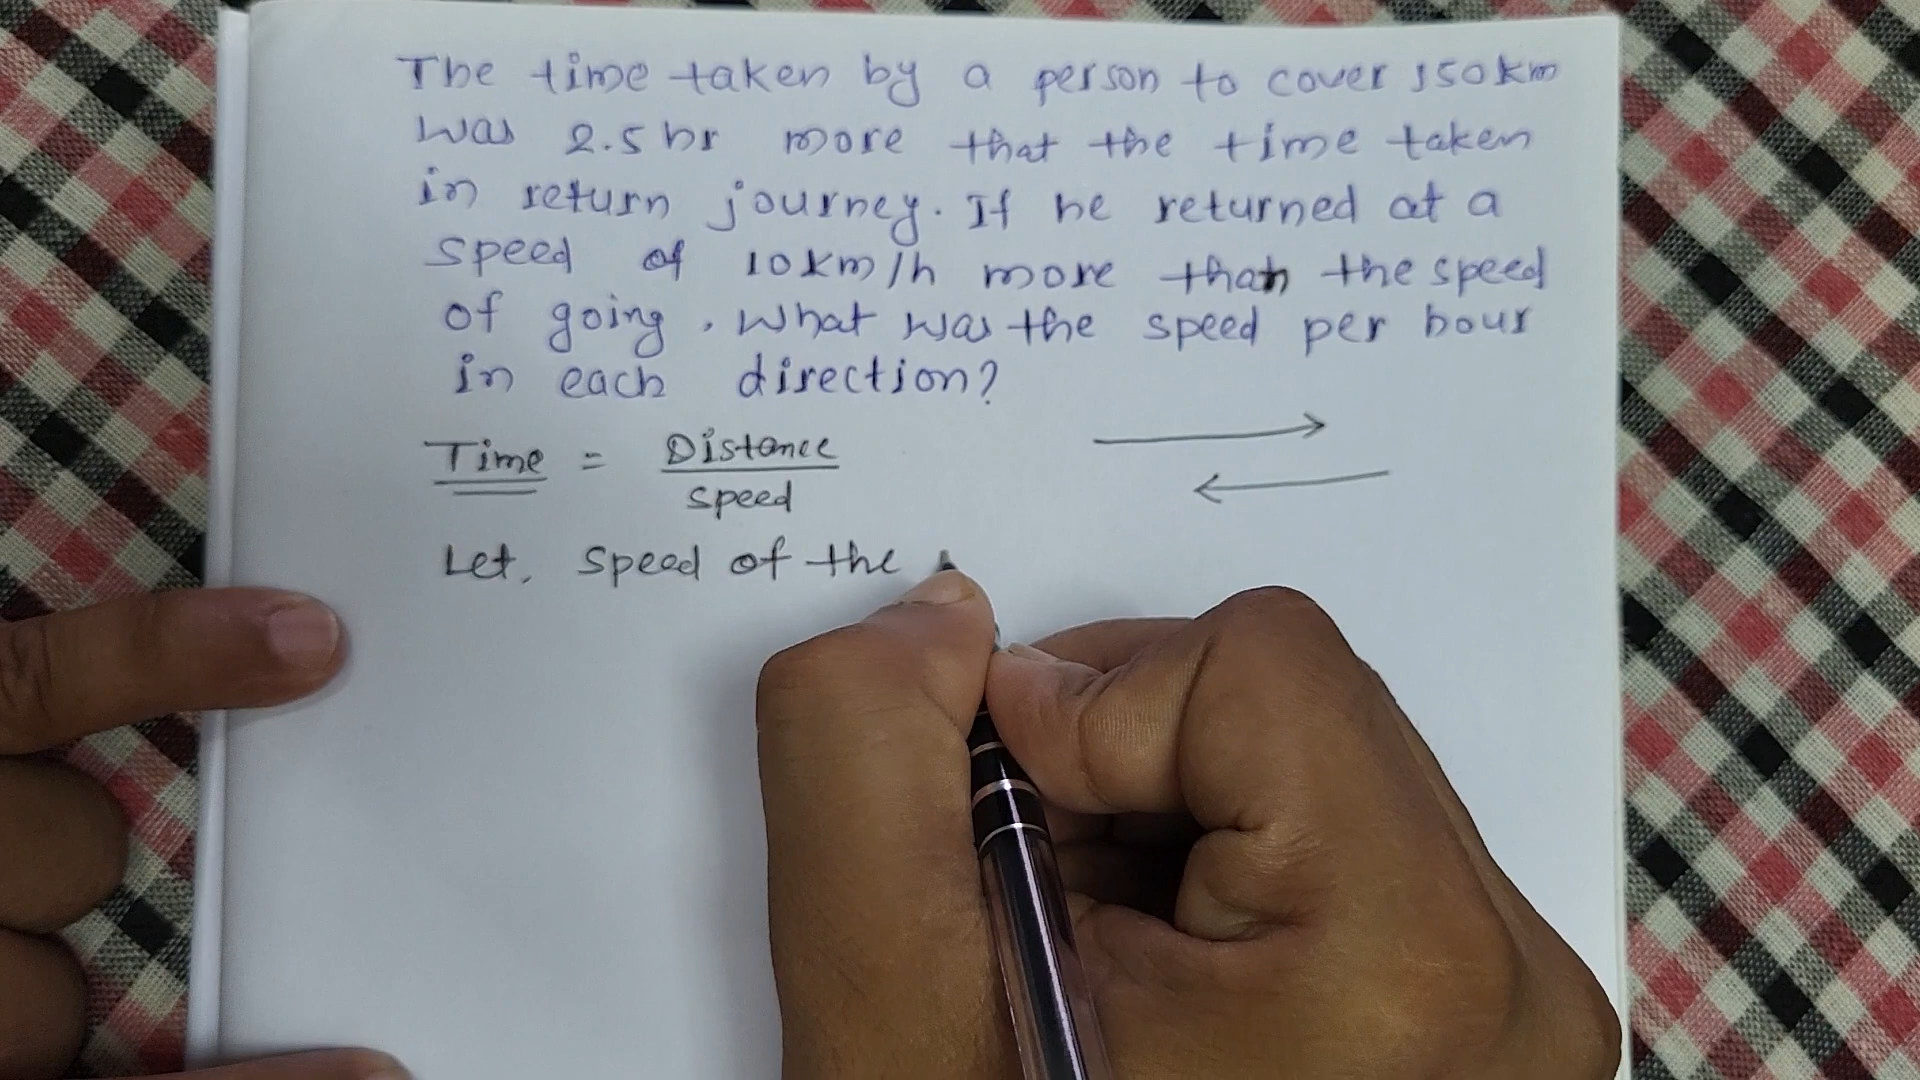 The time taken by a person to cover 150km
was 2.5 hr more that the time taken
in return journey. If he returned at a
speed of 10km/h more than the speed
of going. What was the speed per hour
in each direction?
Time = Distance
speed
Let, Speed of the